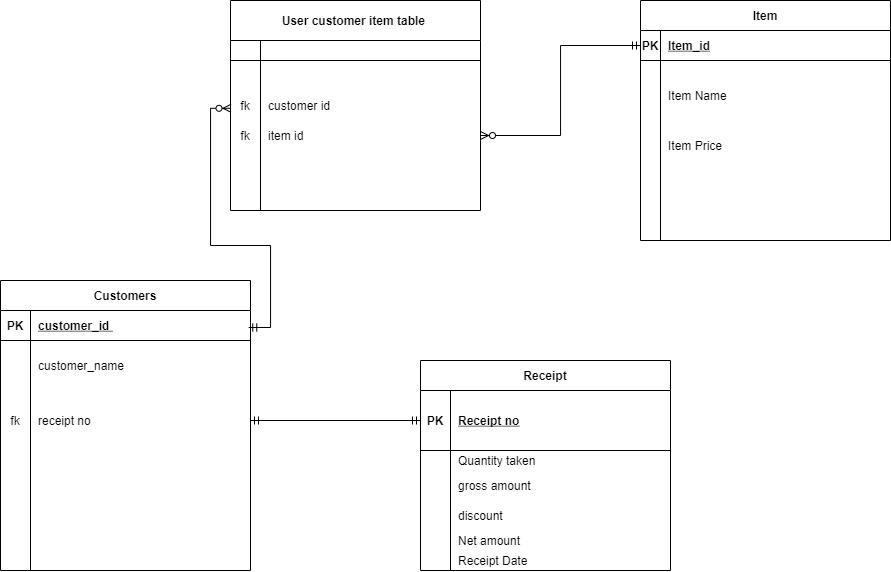 User customer item table
fk customer id
fk item id
Item
PK Item_id
Item Name
Item Price
Customers
PK customer_id
customer_name
fk receipt no
Receipt
PK Receipt no
Quantity taken
gross amount
discount
Net amount
Receipt Date